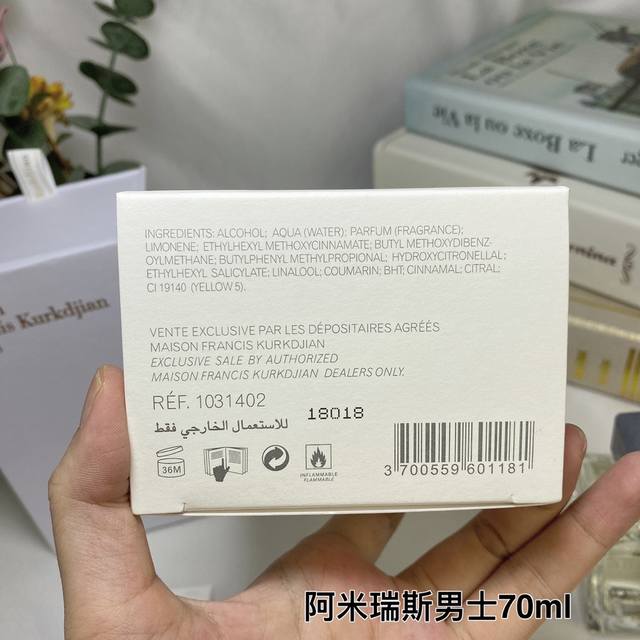 La Boxe ou la Vie
is Kurkdjian
INGREDIENTS: ALCOHOL; AQUA (WATER); PARFUM (FRAGRANCE);
LIMONENE; ETHYLHEXYL METHOXYCINNAMATE; BUTYL METHOXYDIBENZ-
OYLMETHANE; BUTYLPHENYL METHYLPROPIONAL; HYDROXYCITRONELLAL;
ETHYLHEXYL SALICYLATE; LINALOOL; COUMARIN; BHT; CINNAMAL; CITRAL;
CI 19140 (YELLOW 5).
VENTE EXCLUSIVE PAR LES DÉPOSITAIRES AGRÉÉS
MAISON FRANCIS KURKDJIAN
EXCLUSIVE SALE BY AUTHORIZED
MAISON FRANCIS KURKDJIAN DEALERS ONLY.
RÉF. 1031402
18018
للاستعمال الخارجي فقط
36M
INFLAMMABLE
FLAMMABLE
3 700559 601181
阿米瑞斯男士70ml